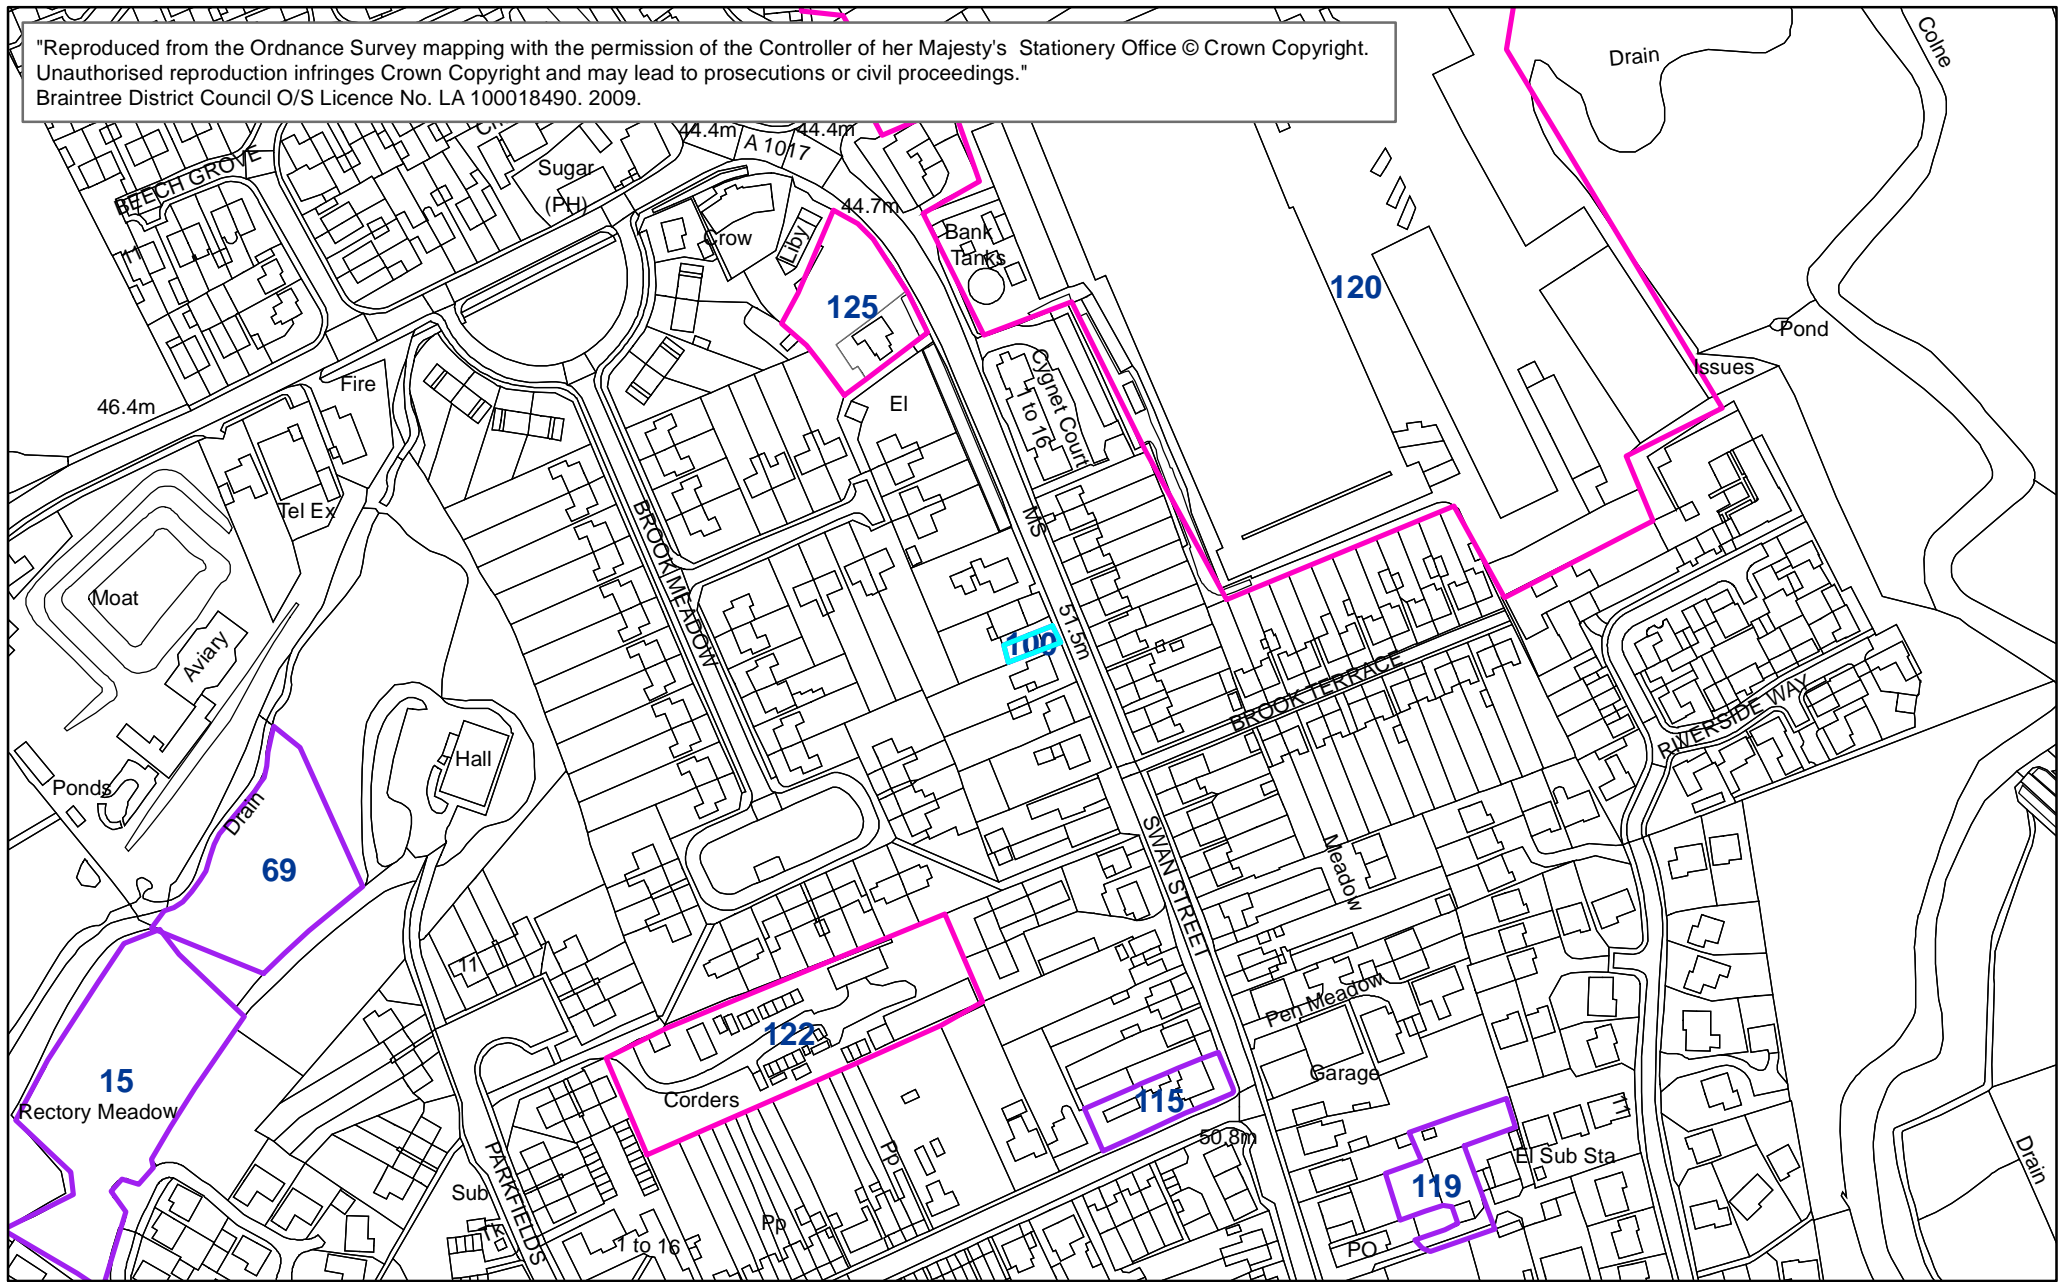 "Reproduced from the Ordnance Survey mapping with the permission of the Controller of her Majesty's Stationery Office © Crown Copyright.
Unauthorised reproduction infringes Crown Copyright and may lead to prosecutions or civil proceedings."
Braintree District Council O/S Licence No. LA 100018490. 2009.
Drain
Colne
44.4m
44.4m
A 1017
BEECH GROVE
Sugar
(PH)
44.7m
11
Crow
Liby
Bank
Tanks
125
120
Pond
Issues
Fire
46.4m
El
Cygnet Court
1 to 16
Tel Ex
MS
BROOK MEADOW
Moat
Aviary
51.5m
100
BROOK TERRACE
RIVERSIDE WAY
Hall
Ponds
Drain
SWAN STREET
Meadow
69
11
Pen Meadow
122
15
Rectory Meadow
Corders
Garage
115
50.8m
Pp
El Sub Sta
Drain
119
PARKFIELDS
Sub
Pp
1 to 16
PO